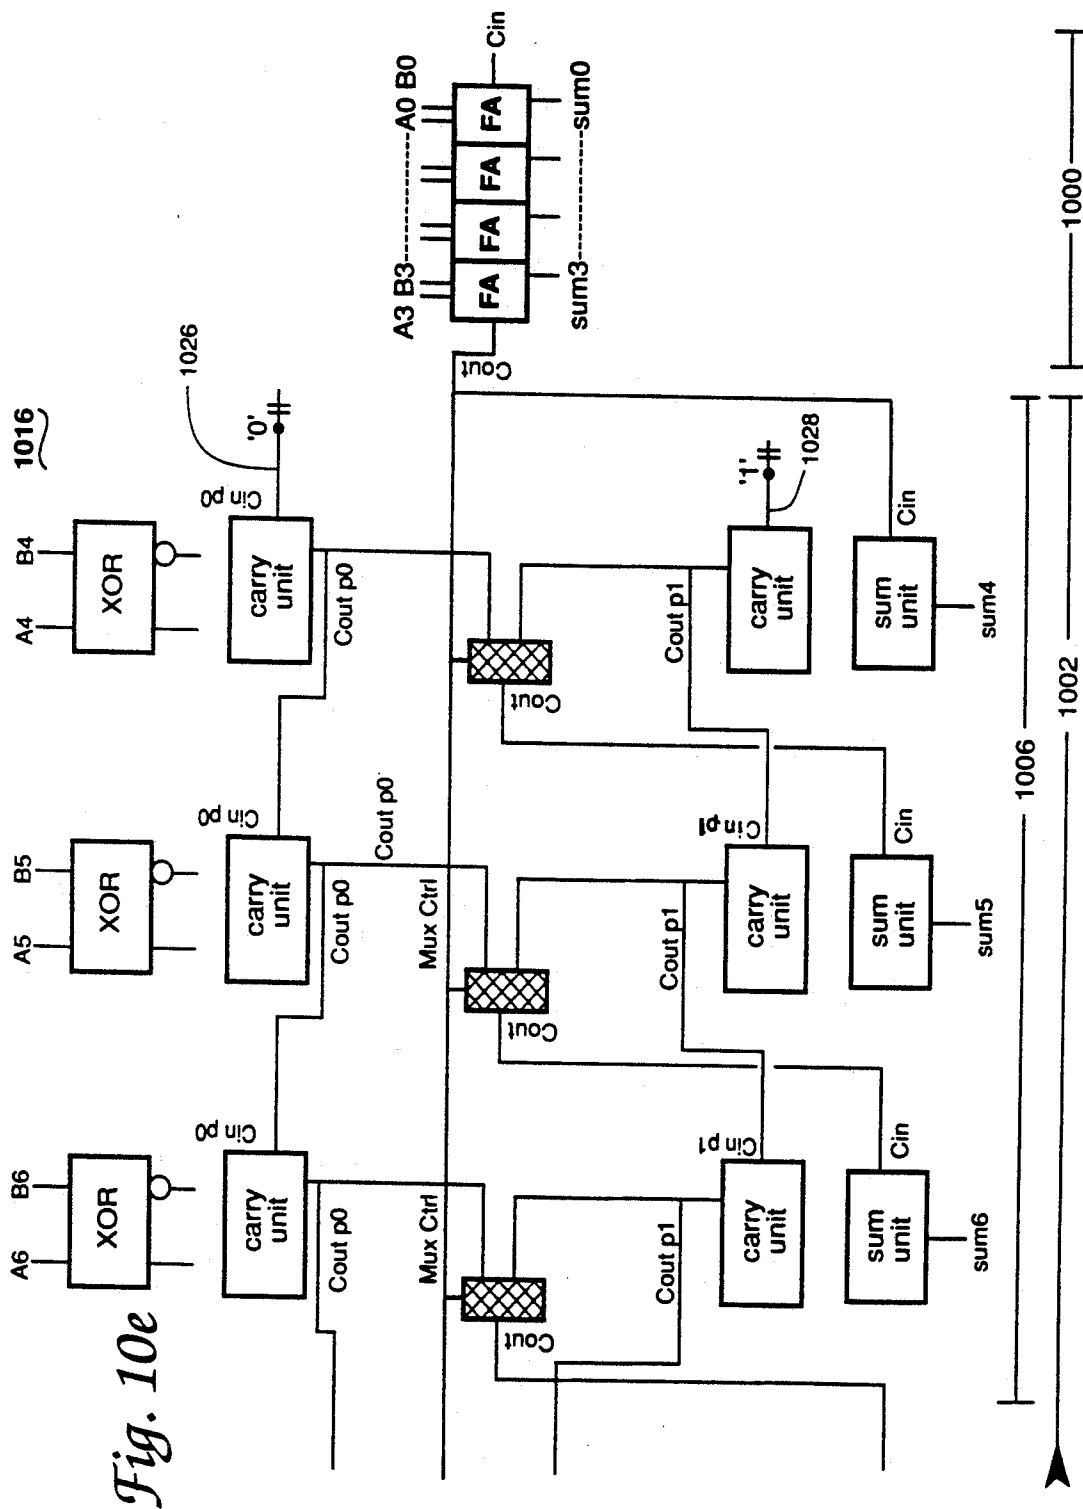 Fig. 10e
1016
A6 B6
A5 B5
A4 B4
XOR
XOR
XOR
1026
Cin p0
Cin p0
Cin p0
'0'
carry unit
carry unit
carry unit
Cout p0
Cout p0
Cout p0
Cout p0
A3 B3 A0 B0
Mux Ctrl
Mux Ctrl
Cout
FA FA FA FA
Cin
Cout
Cout
Cout
sum3 sum0
Cout p1
Cout p1
Cout p1
Cin p1
Cin p1
'1'
carry unit
carry unit
carry unit
1028
Cin
Cin
Cin
sum unit
sum unit
sum unit
sum6
sum5
sum4
1006
1002
1000